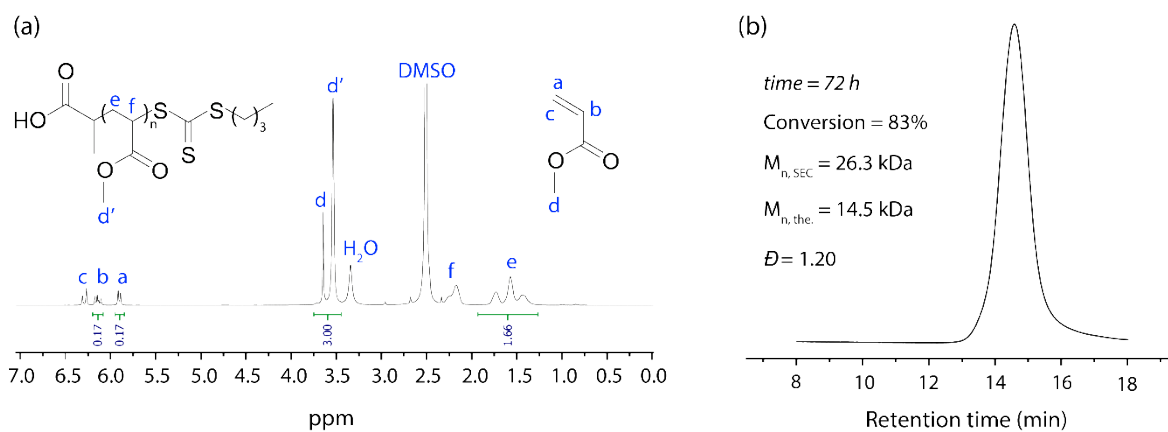 (a)
O
HO
e
f
n
S
S
3
S
O
O
d'
d'
DMSO
a
c
b
O
O
d
d
H₂O
c
b
a
f
e
0.17
0.17
3.00
1.66
7.0 6.5 6.0 5.5 5.0 4.5 4.0 3.5 3.0 2.5 2.0 1.5 1.0 0.5 0.0
ppm
(b)
time = 72 h
Conversion = 83%
Mn, SEC = 26.3 kDa
Mn, the. = 14.5 kDa
Đ = 1.20
8 10 12 14 16 18
Retention time (min)